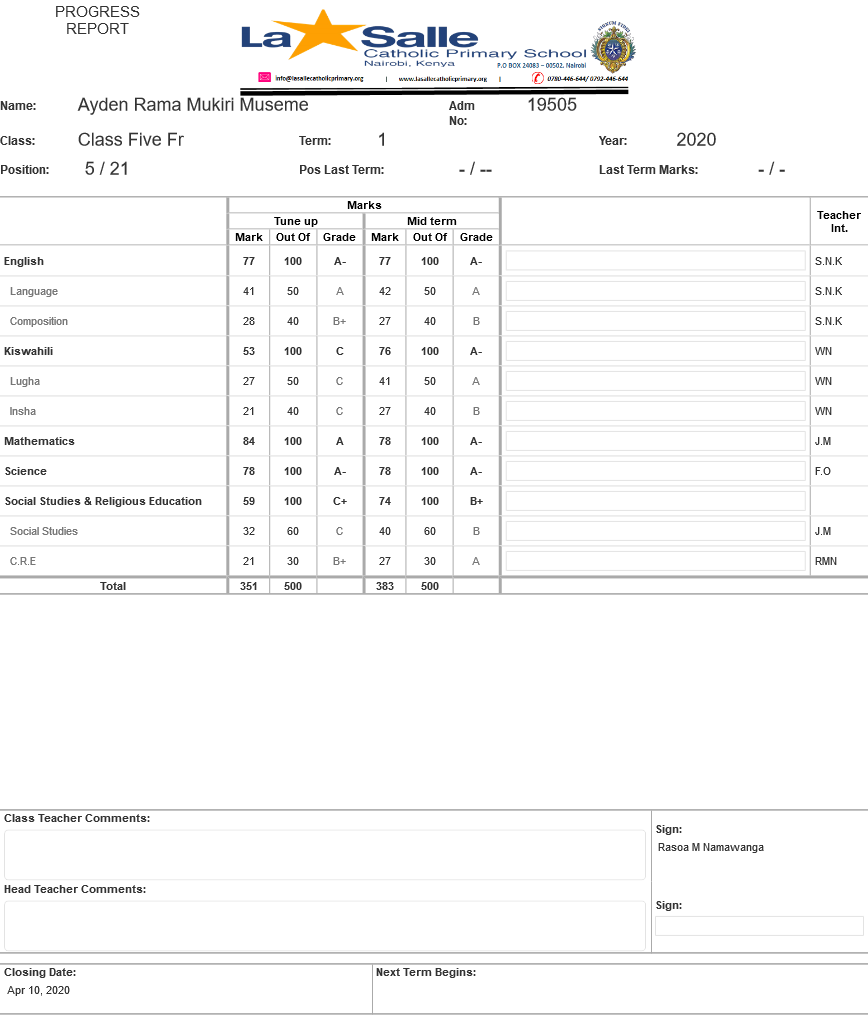 PROGRESS
REPORT
La Salle
Catholic Primary School
Nairobi, Kenya
P.O BOX 24083 – 00502, Nairobi
info@lasallecatholicprimary.org | www.lasallecatholicprimary.org | 0780-446-644/ 0792-446-644
Name: Ayden Rama Mukiri Museme Adm No: 19505
Class: Class Five Fr Term: 1 Year: 2020
Position: 5 / 21 Pos Last Term: - / -- Last Term Marks: - / -
Marks Teacher Int.
Tune up Mid term
Mark Out Of Grade Mark Out Of Grade
English 77 100 A- 77 100 A- S.N.K
Language 41 50 A 42 50 A S.N.K
Composition 28 40 B+ 27 40 B S.N.K
Kiswahili 53 100 C 76 100 A- WN
Lugha 27 50 C 41 50 A WN
Insha 21 40 C 27 40 B WN
Mathematics 84 100 A 78 100 A- J.M
Science 78 100 A- 78 100 A- F.O
Social Studies & Religious Education 59 100 C+ 74 100 B+
Social Studies 32 60 C 40 60 B J.M
C.R.E 21 30 B+ 27 30 A RMN
Total 351 500 383 500
Class Teacher Comments:
Sign:
Rasoa M Namawanga
Head Teacher Comments:
Sign:
Closing Date: Next Term Begins:
Apr 10, 2020